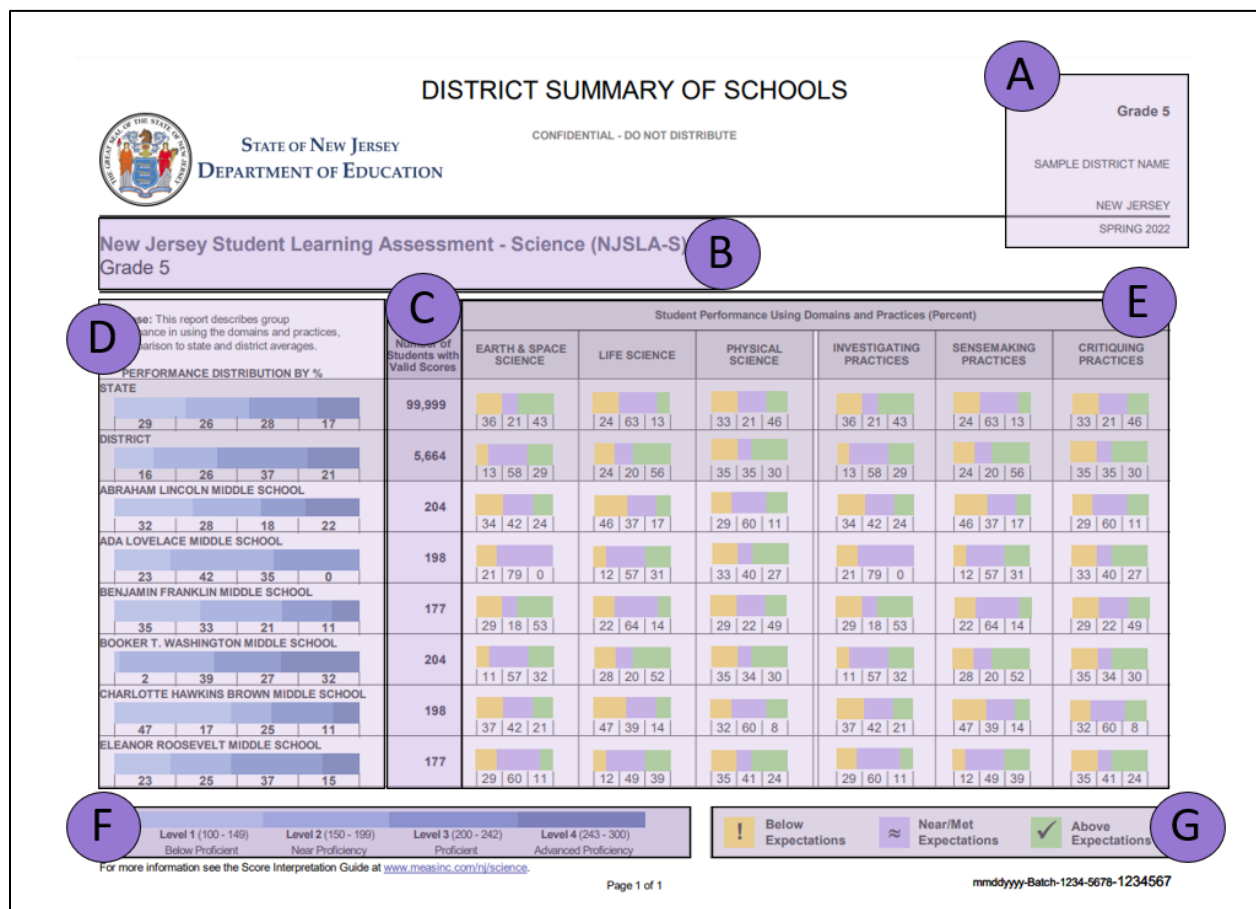 DISTRICT SUMMARY OF SCHOOLS
A
Grade 5
CONFIDENTIAL - DO NOT DISTRIBUTE
STATE OF NEW JERSEY
DEPARTMENT OF EDUCATION
SAMPLE DISTRICT NAME
NEW JERSEY
SPRING 2022
New Jersey Student Learning Assessment - Science (NJSLA-S)
Grade 5
B
C
D
E
This report describes group
in using the domains and practices,
to state and district averages.
PERFORMANCE DISTRIBUTION BY %
Number of
Students with
Valid Scores
Student Performance Using Domains and Practices (Percent)
EARTH & SPACE
SCIENCE
LIFE SCIENCE
PHYSICAL
SCIENCE
INVESTIGATING
PRACTICES
SENSEMAKING
PRACTICES
CRITIQUING
PRACTICES
STATE
29 26 28 17
99,999
36 21 43 24 63 13 33 21 46 36 21 43 24 63 13 33 21 46
DISTRICT
16 26 37 21
5,664
13 58 29 24 20 56 35 35 30 13 58 29 24 20 56 35 35 30
ABRAHAM LINCOLN MIDDLE SCHOOL
32 28 18 22
204
34 42 24 46 37 17 29 60 11 34 42 24 46 37 17 29 60 11
ADA LOVELACE MIDDLE SCHOOL
23 42 35 0
198
21 79 0 12 57 31 33 40 27 21 79 0 12 57 31 33 40 27
BENJAMIN FRANKLIN MIDDLE SCHOOL
35 33 21 11
177
29 18 53 22 64 14 29 22 49 29 18 53 22 64 14 29 22 49
BOOKER T. WASHINGTON MIDDLE SCHOOL
2 39 27 32
204
11 57 32 28 20 52 35 34 30 11 57 32 28 20 52 35 34 30
CHARLOTTE HAWKINS BROWN MIDDLE SCHOOL
47 17 25 11
198
37 42 21 47 39 14 32 60 8 37 42 21 47 39 14 32 60 8
ELEANOR ROOSEVELT MIDDLE SCHOOL
23 25 37 15
177
29 60 11 12 49 39 35 41 24 29 60 11 12 49 39 35 41 24
F
Level 1 (100 - 149)
Below Proficient
Level 2 (150 - 199)
Near Proficiency
Level 3 (200 - 242)
Proficient
Level 4 (243 - 300)
Advanced Proficiency
! Below
Expectations
≈ Near/Met
Expectations
✓ Above
Expectations
G
For more information see the Score Interpretation Guide at www.measinc.com/nj/science.
Page 1 of 1
mmddyyyy-Batch-1234-5678-1234567